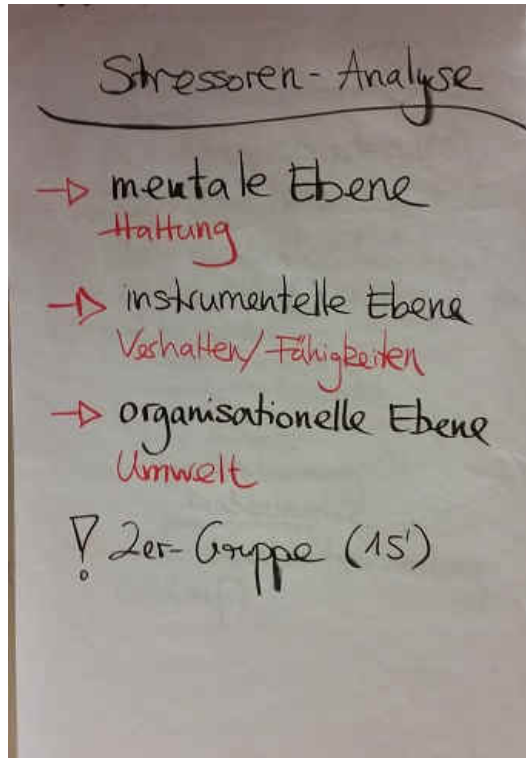 Stressoren-Analyse
→ mentale Ebene
Haltung
→ instrumentelle Ebene
Verhalten/Fähigkeiten
→ organisationelle Ebene
Umwelt
! 2er-Gruppe (15')